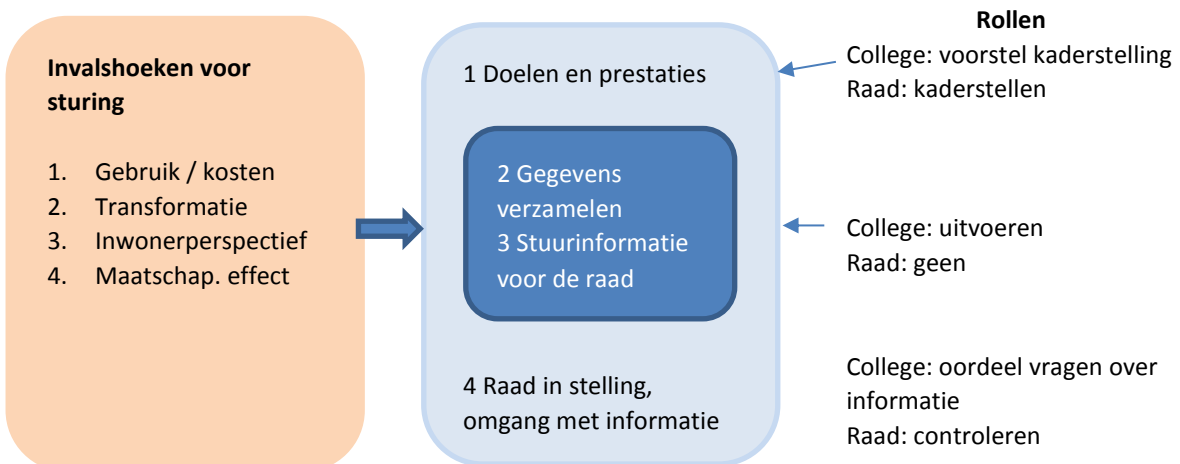 Invalshoeken voor
sturing
1. Gebruik / kosten
2. Transformatie
3. Inwonerperspectief
4. Maatschap. effect
1 Doelen en prestaties
2 Gegevens
verzamelen
3 Stuurinformatie
voor de raad
4 Raad in stelling,
omgang met informatie
Rollen
College: voorstel kaderstelling
Raad: kaderstellen
College: uitvoeren
Raad: geen
College: oordeel vragen over
informatie
Raad: controleren